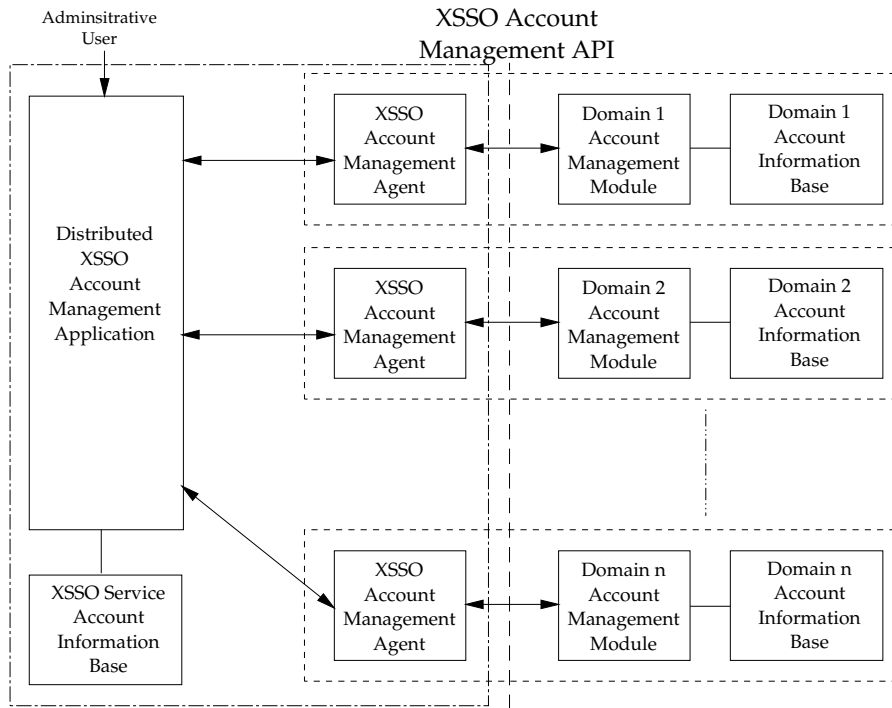 Adminsitrative
User
XSSO Account
Management API
Distributed
XSSO
Account
Management
Application
XSSO Service
Account
Information
Base
XSSO
Account
Management
Agent
Domain 1
Account
Management
Module
Domain 1
Account
Information
Base
XSSO
Account
Management
Agent
Domain 2
Account
Management
Module
Domain 2
Account
Information
Base
XSSO
Account
Management
Agent
Domain n
Account
Management
Module
Domain n
Account
Information
Base